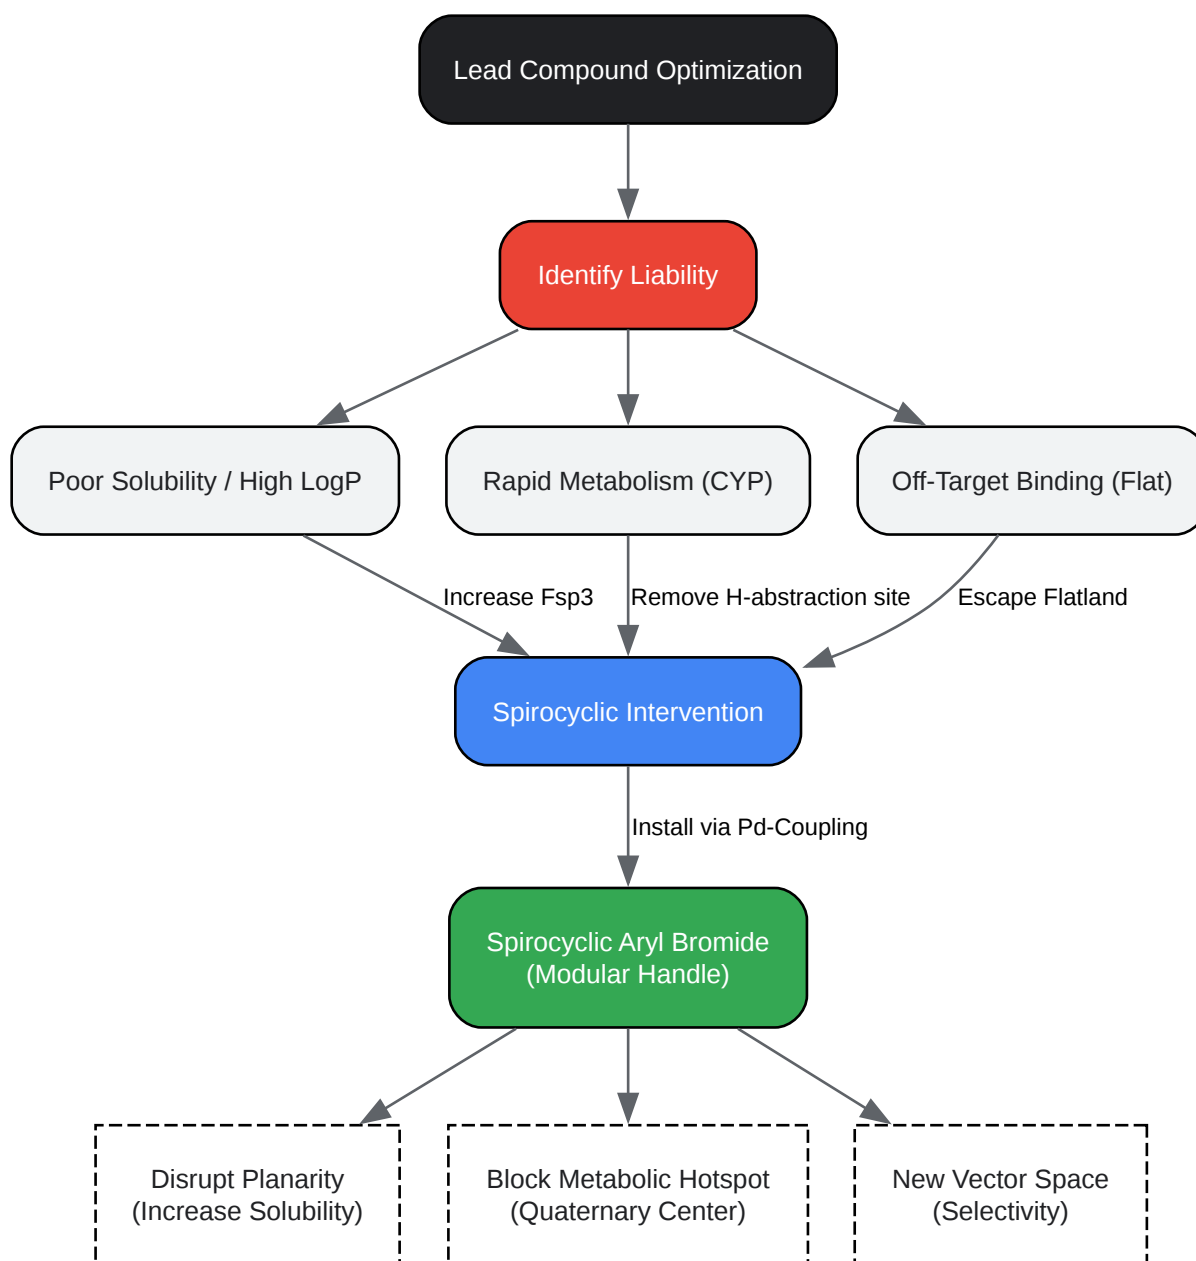 Lead Compound Optimization
Identify Liability
Poor Solubility / High LogP
Rapid Metabolism (CYP)
Off-Target Binding (Flat)
Increase Fsp3
Remove H-abstraction site
Escape Flatland
Spirocyclic Intervention
Install via Pd-Coupling
Spirocyclic Aryl Bromide
(Modular Handle)
Disrupt Planarity
(Increase Solubility)
Block Metabolic Hotspot
(Quaternary Center)
New Vector Space
(Selectivity)